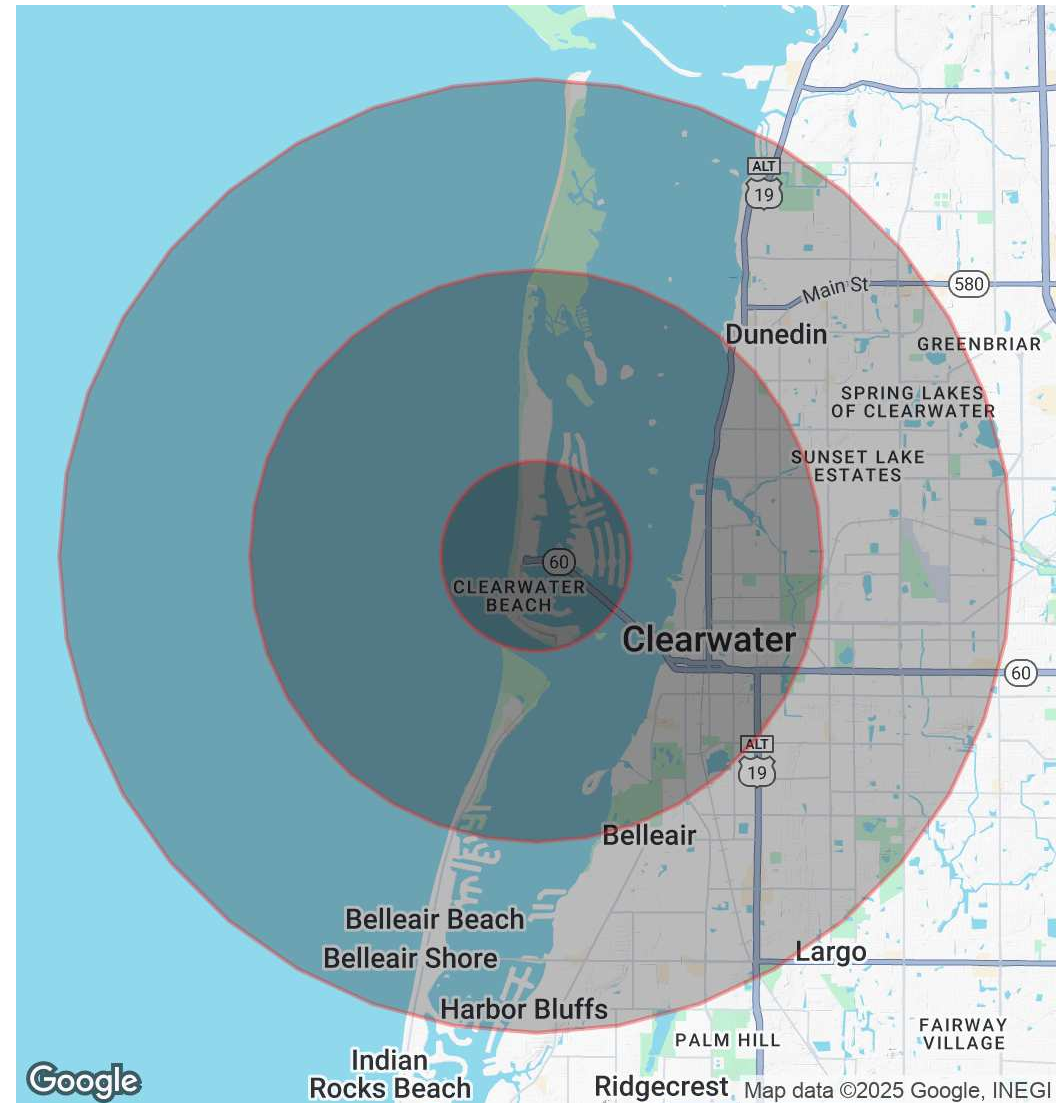 ALT
19
580
Main St
Dunedin
GREENBRIAR
SPRING LAKES
OF CLEARWATER
SUNSET LAKE
ESTATES
60
CLEARWATER
BEACH
Clearwater
60
ALT
19
Belleair
Belleair Beach
Belleair Shore
Largo
Harbor Bluffs
FAIRWAY
VILLAGE
PALM HILL
Indian
Rocks Beach
Ridgecrest
Google
Map data ©2025 Google, INEGI